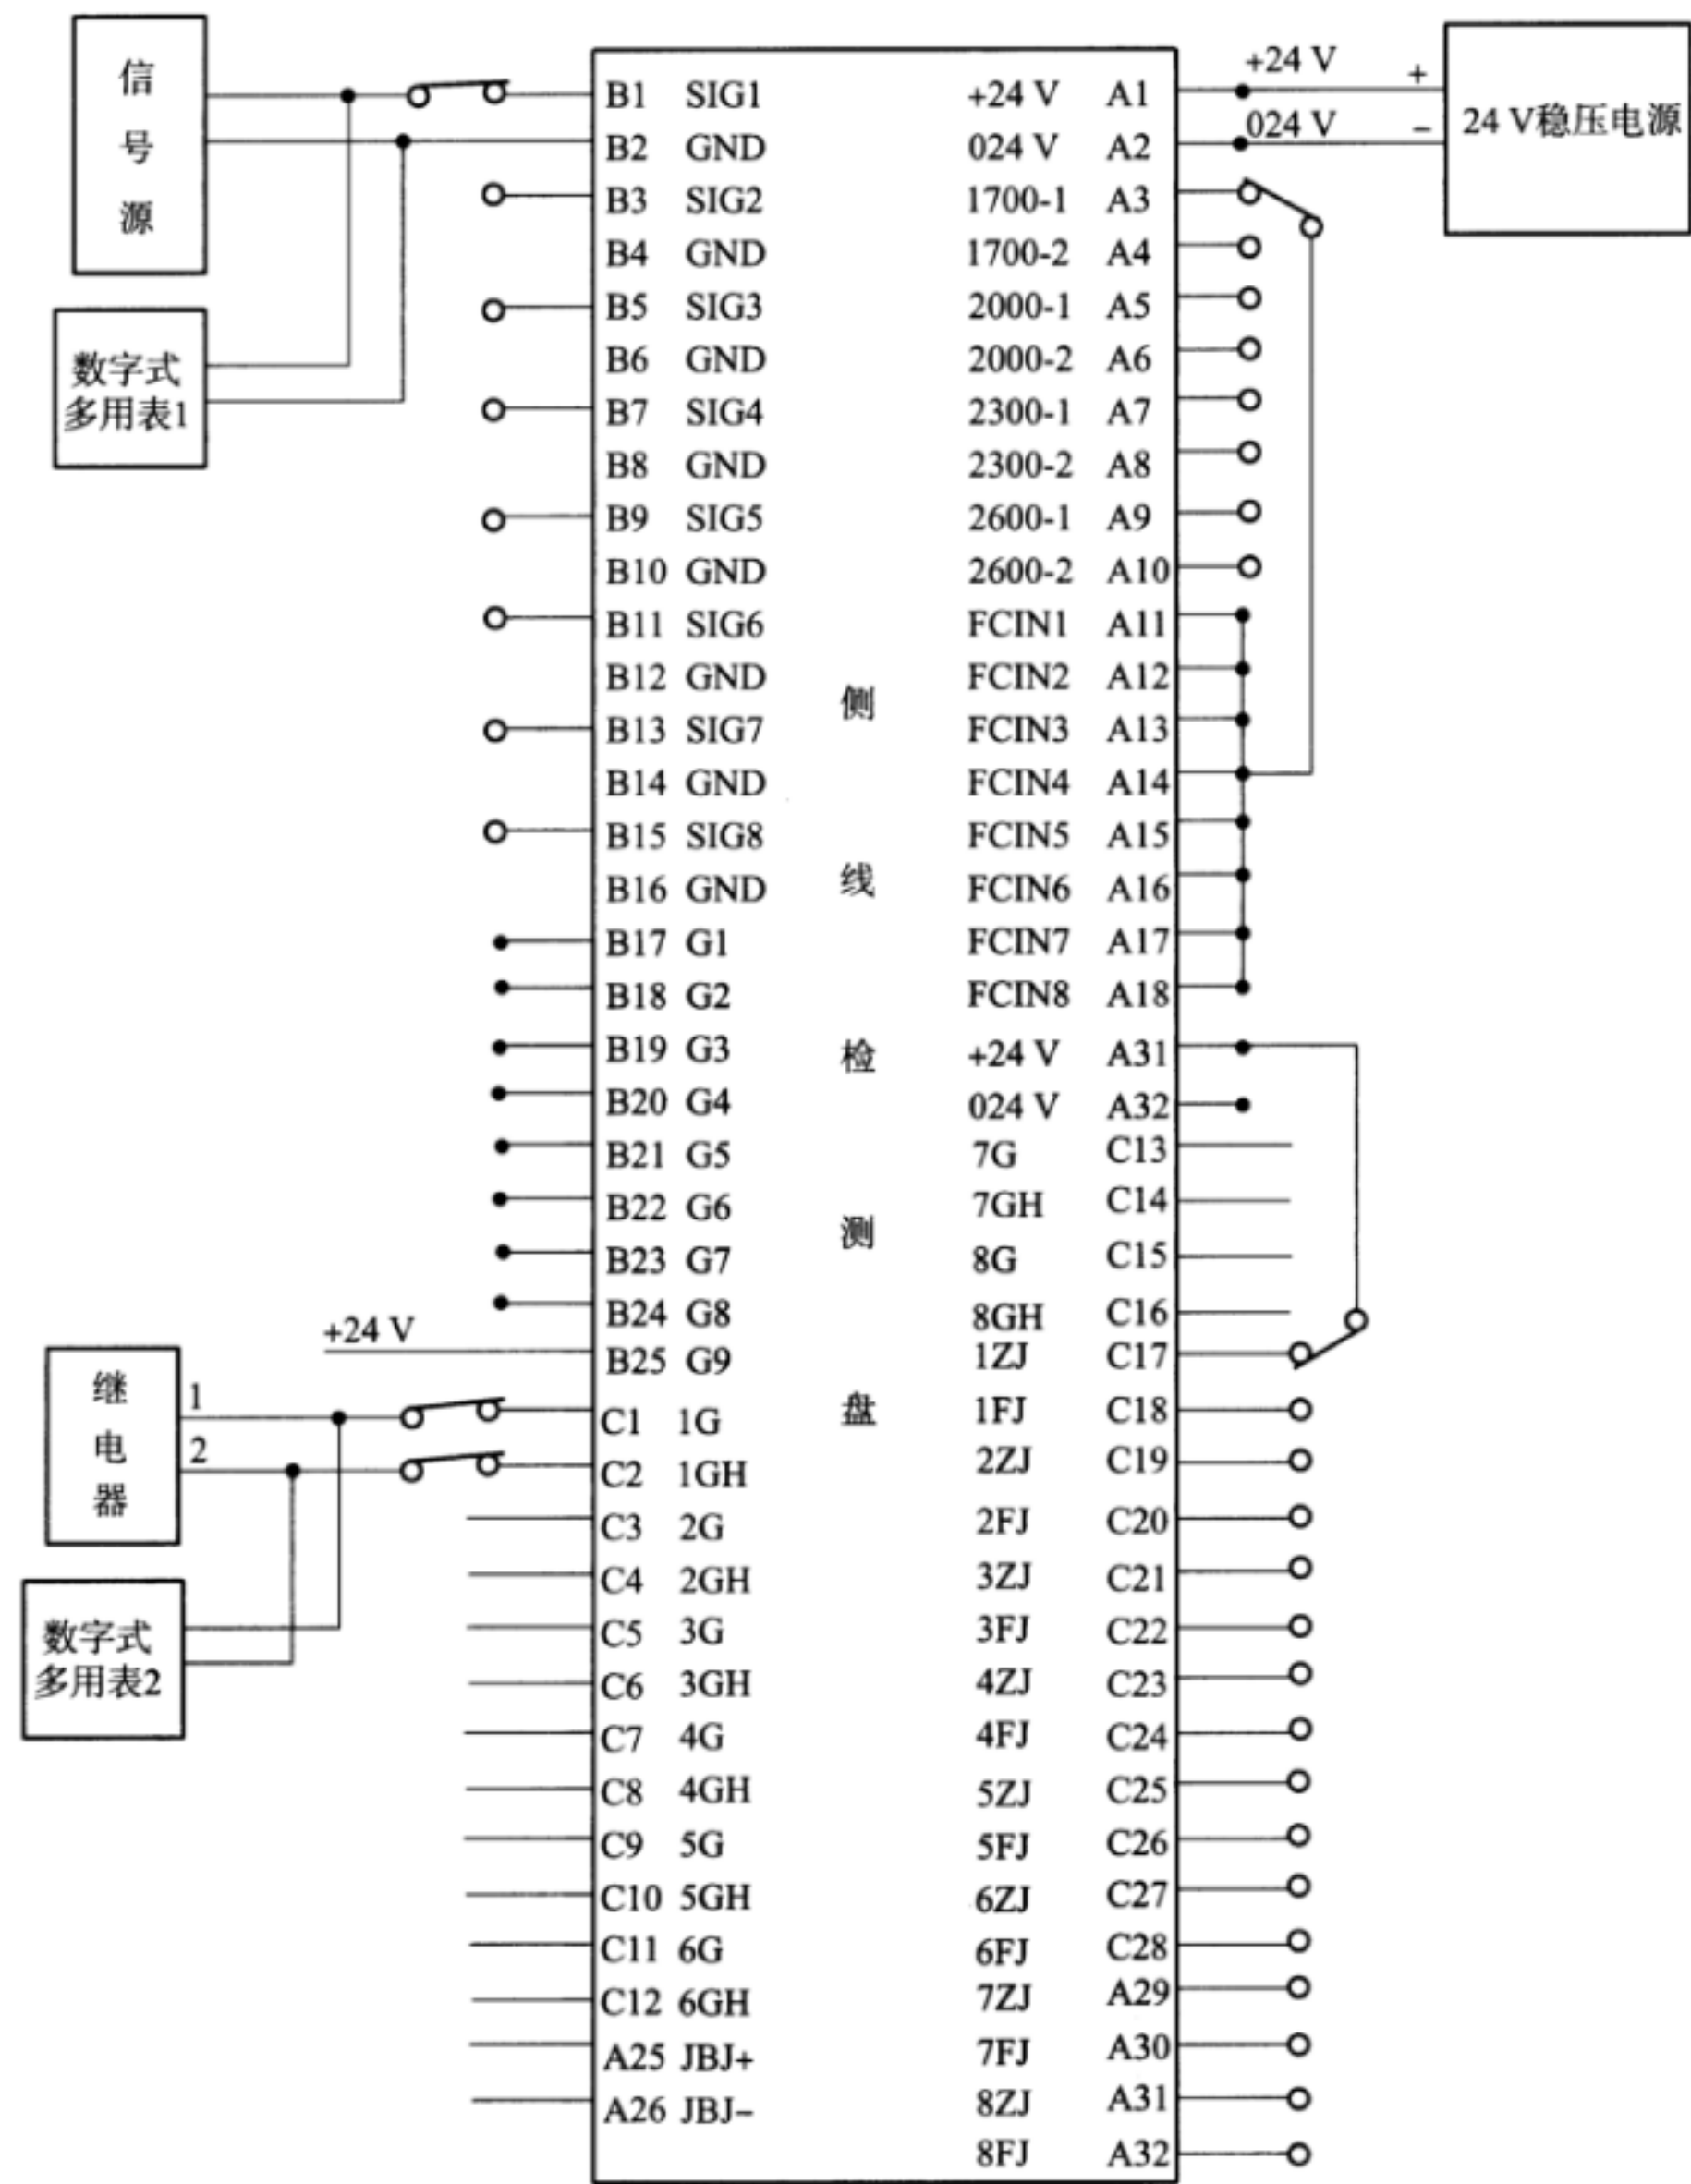 信号源
数字式
多用表1
+24 V
继电器
1
2
数字式
多用表2
B1 SIG1
B2 GND
B3 SIG2
B4 GND
B5 SIG3
B6 GND
B7 SIG4
B8 GND
B9 SIG5
B10 GND
B11 SIG6
B12 GND
B13 SIG7
B14 GND
B15 SIG8
B16 GND
B17 G1
B18 G2
B19 G3
B20 G4
B21 G5
B22 G6
B23 G7
B24 G8
B25 G9
C1 1G
C2 1GH
C3 2G
C4 2GH
C5 3G
C6 3GH
C7 4G
C8 4GH
C9 5G
C10 5GH
C11 6G
C12 6GH
A25 JBJ+
A26 JBJ−
侧线检测盘
+24 V A1
024 V A2
1700-1 A3
1700-2 A4
2000-1 A5
2000-2 A6
2300-1 A7
2300-2 A8
2600-1 A9
2600-2 A10
FCIN1 A11
FCIN2 A12
FCIN3 A13
FCIN4 A14
FCIN5 A15
FCIN6 A16
FCIN7 A17
FCIN8 A18
+24 V A31
024 V A32
7G C13
7GH C14
8G C15
8GH C16
1ZJ C17
1FJ C18
2ZJ C19
2FJ C20
3ZJ C21
3FJ C22
4ZJ C23
4FJ C24
5ZJ C25
5FJ C26
6ZJ C27
6FJ C28
7ZJ A29
7FJ A30
8ZJ A31
8FJ A32
+24 V +
024 V −
24 V稳压电源